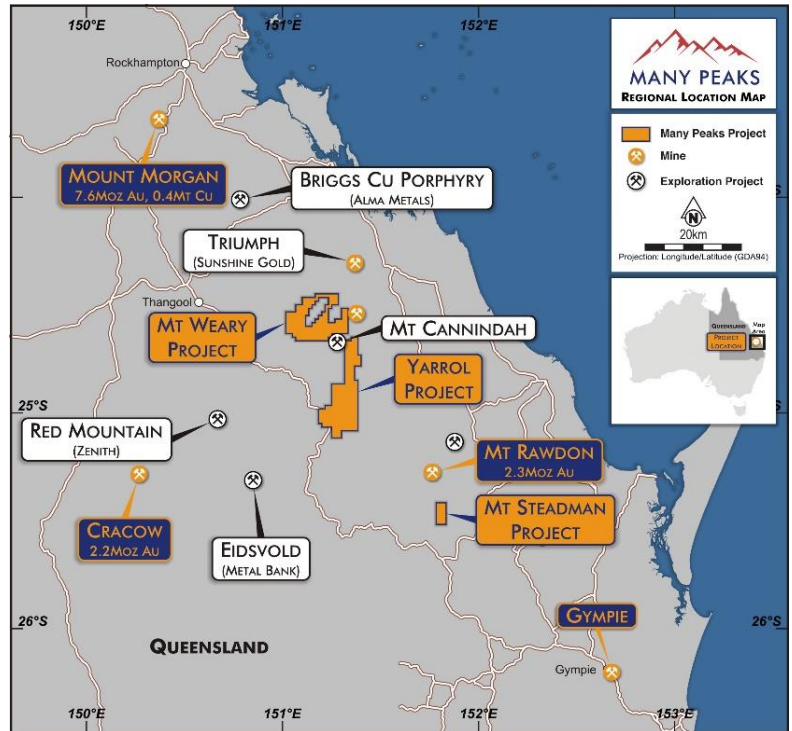 150°E
151°E
152°E
Rockhampton
MANY PEAKS
REGIONAL LOCATION MAP
Many Peaks Project
Mine
Exploration Project
N
20km
Projection: Longitude/Latitude (GDA94)
MOUNT MORGAN
7.6MOZ AU, 0.4MT CU
BRIGGS CU PORPHYRY
(ALMA METALS)
TRIUMPH
(SUNSHINE GOLD)
Thangool
MT WEARY
PROJECT
MT CANNINDAH
YARROL
PROJECT
QUEENSLAND
PROJECT
LOCATION
Map
Area
25°S
RED MOUNTAIN
(ZENITH)
MT RAWDON
2.3MOZ AU
CRACOW
2.2MOZ AU
EIDSVOLD
(METAL BANK)
MT STEADMAN
PROJECT
26°S
GYMPIE
26°S
QUEENSLAND
Gympie
150°E
151°E
152°E
153°E